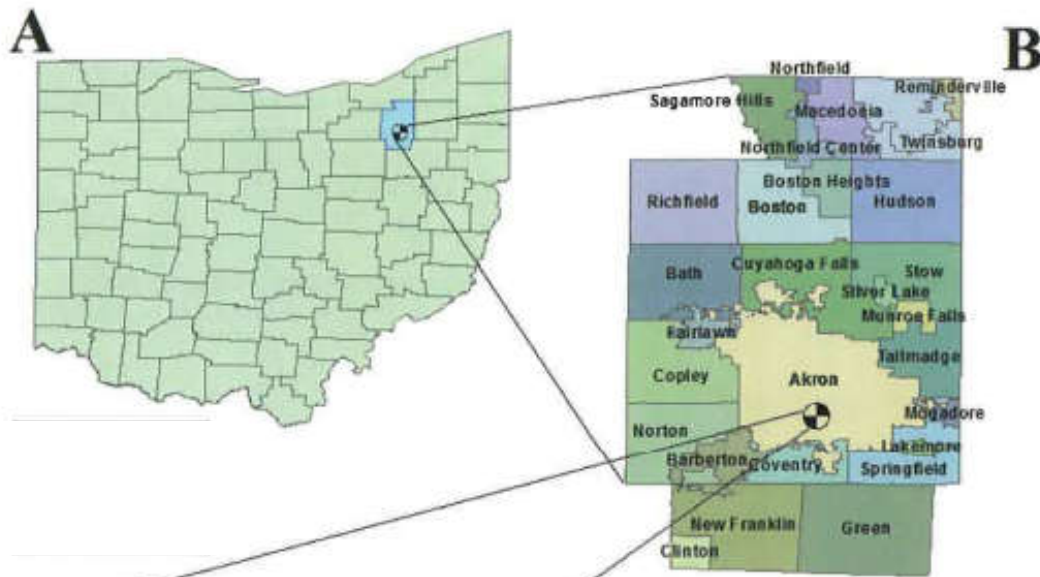 A
B
Northfield
Sagamore Hills
Reminderville
Macedonia
Northfield Center
Twinsburg
Boston Heights
Richfield
Boston
Hudson
Cuyahoga Falls
Bath
Stow
Silver Lake
Munroe Falls
Fairlawn
Tallmadge
Copley
Akron
Mogadore
Norton
Lakemore
Barberton
Coventry
Springfield
New Franklin
Green
Clinton